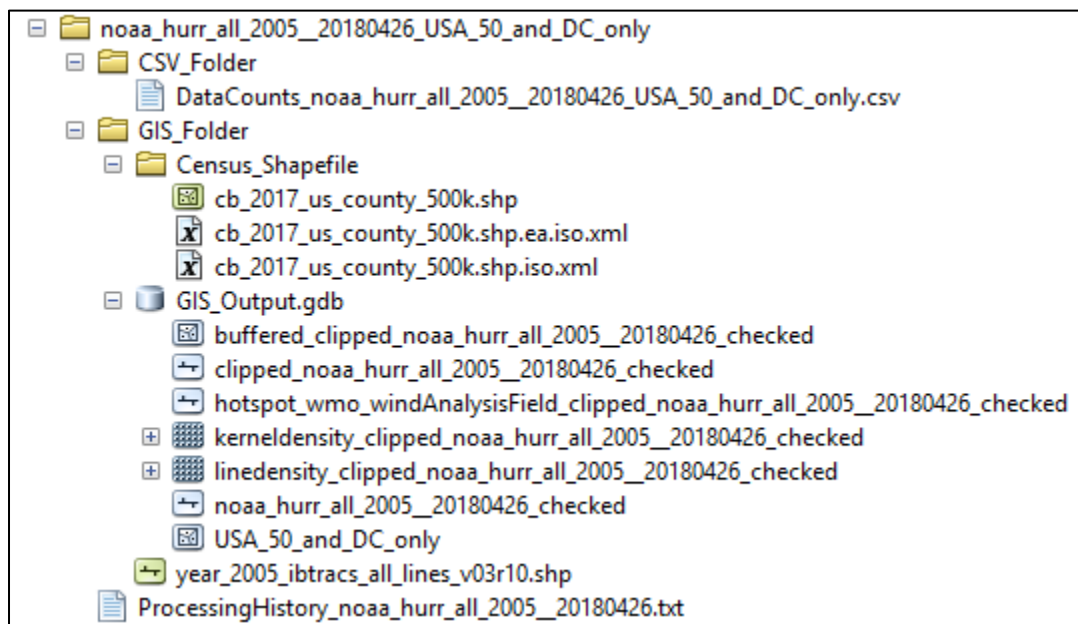 noaa_hurr_all_2005__20180426_USA_50_and_DC_only
CSV_Folder
DataCounts_noaa_hurr_all_2005__20180426_USA_50_and_DC_only.csv
GIS_Folder
Census_Shapefile
cb_2017_us_county_500k.shp
cb_2017_us_county_500k.shp.ea.iso.xml
cb_2017_us_county_500k.shp.iso.xml
GIS_Output.gdb
buffered_clipped_noaa_hurr_all_2005__20180426_checked
clipped_noaa_hurr_all_2005__20180426_checked
hotspot_wmo_windAnalysisField_clipped_noaa_hurr_all_2005__20180426_checked
kerneldensity_clipped_noaa_hurr_all_2005__20180426_checked
linedensity_clipped_noaa_hurr_all_2005__20180426_checked
noaa_hurr_all_2005__20180426_checked
USA_50_and_DC_only
year_2005_ibtracs_all_lines_v03r10.shp
ProcessingHistory_noaa_hurr_all_2005__20180426.txt